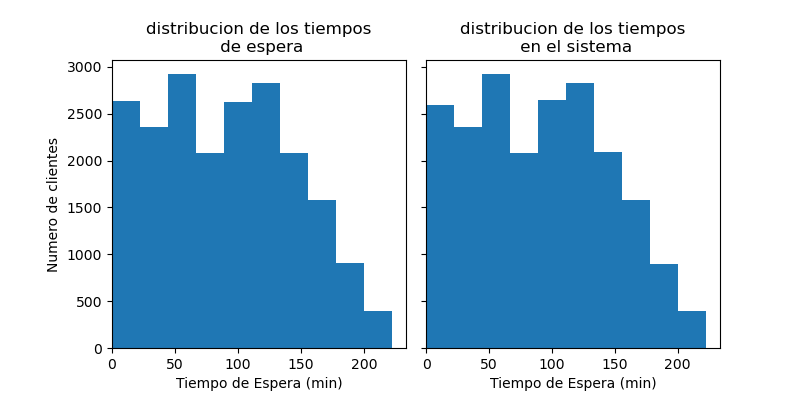 distribucion de los tiempos
de espera
distribucion de los tiempos
en el sistema
3000
2500
2000
1500
1000
500
0
Numero de clientes
0 50 100 150 200
0 50 100 150 200
Tiempo de Espera (min)
Tiempo de Espera (min)